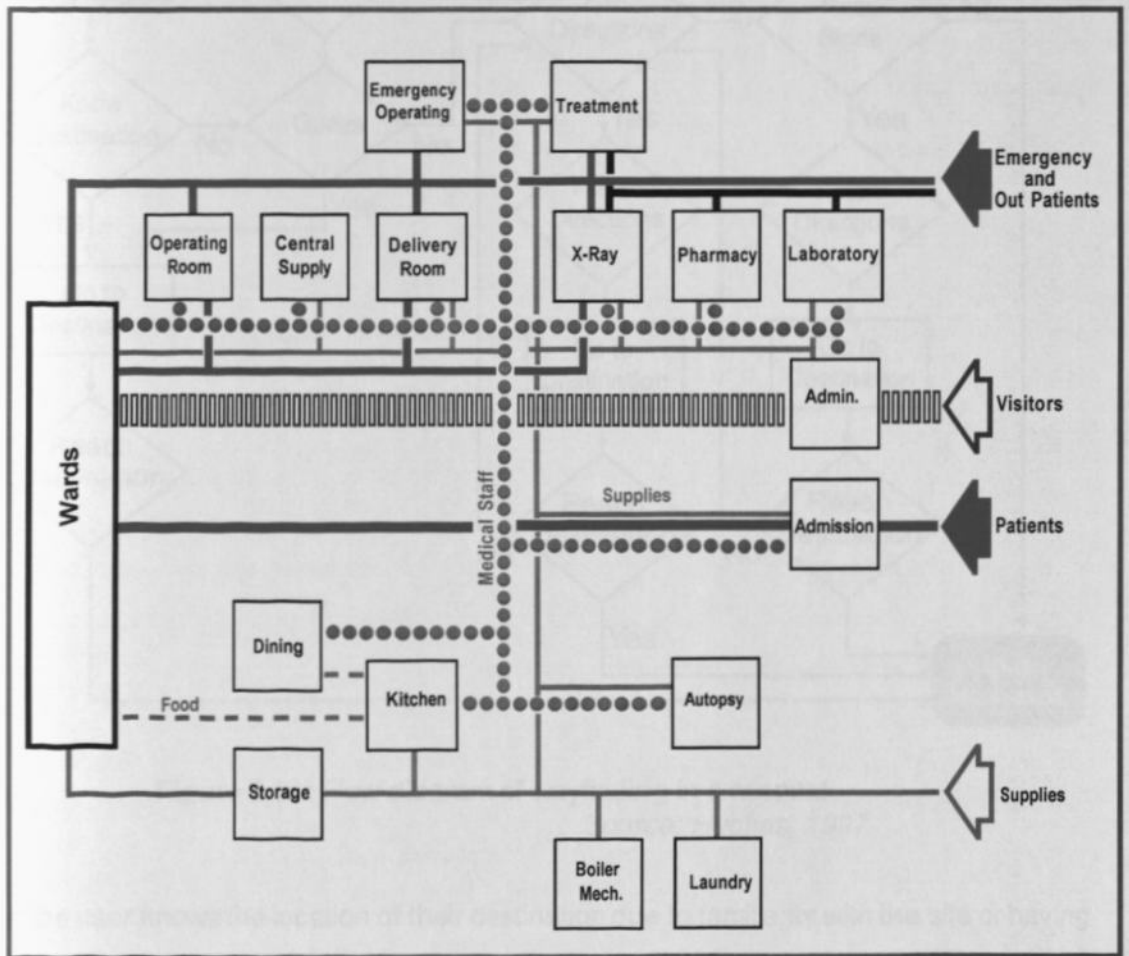 Emergency
Operating
Treatment
Emergency
and
Out Patients
Operating
Room
Central
Supply
Delivery
Room
X-Ray
Pharmacy
Laboratory
Admin.
Visitors
Wards
Medical Staff
Supplies
Admission
Patients
Dining
Kitchen
Food
Autopsy
Storage
Supplies
Boiler
Mech.
Laundry